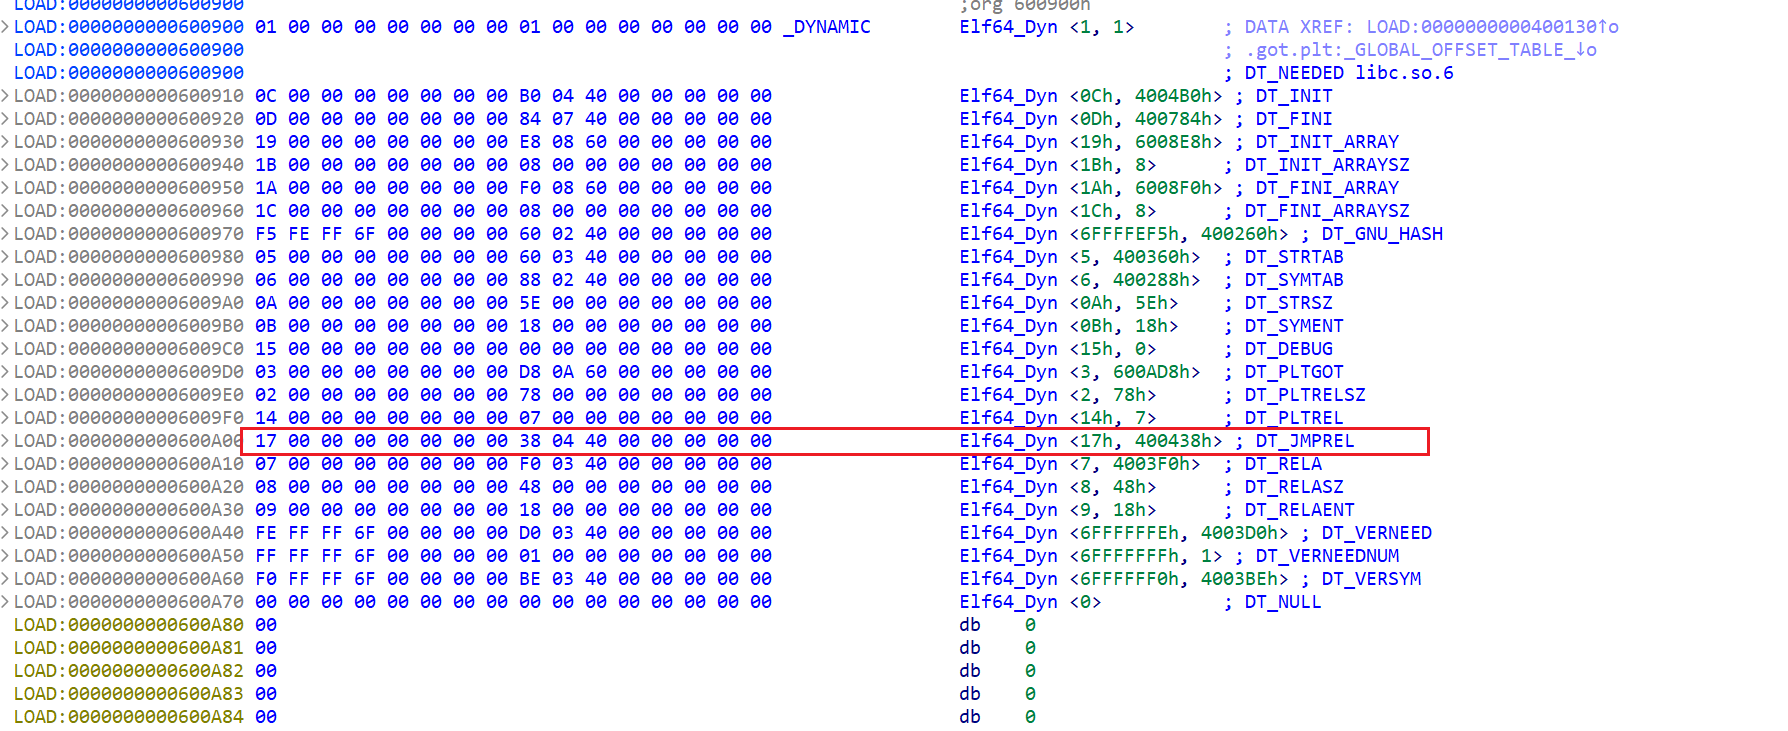 LOAD:0000000000600900 ;org 600900h
LOAD:0000000000600900 01 00 00 00 00 00 00 00 01 00 00 00 00 00 00 00 _DYNAMIC Elf64_Dyn <1, 1> ; DATA XREF: LOAD:0000000000400130↑o
LOAD:0000000000600900 ; .got.plt:_GLOBAL_OFFSET_TABLE_↓o
LOAD:0000000000600900 ; DT_NEEDED libc.so.6
LOAD:0000000000600910 0C 00 00 00 00 00 00 00 B0 04 40 00 00 00 00 00 Elf64_Dyn <0Ch, 4004B0h> ; DT_INIT
LOAD:0000000000600920 0D 00 00 00 00 00 00 00 84 07 40 00 00 00 00 00 Elf64_Dyn <0Dh, 400784h> ; DT_FINI
LOAD:0000000000600930 19 00 00 00 00 00 00 00 E8 08 60 00 00 00 00 00 Elf64_Dyn <19h, 6008E8h> ; DT_INIT_ARRAY
LOAD:0000000000600940 1B 00 00 00 00 00 00 00 08 00 00 00 00 00 00 00 Elf64_Dyn <1Bh, 8> ; DT_INIT_ARRAYSZ
LOAD:0000000000600950 1A 00 00 00 00 00 00 00 F0 08 60 00 00 00 00 00 Elf64_Dyn <1Ah, 6008F0h> ; DT_FINI_ARRAY
LOAD:0000000000600960 1C 00 00 00 00 00 00 00 08 00 00 00 00 00 00 00 Elf64_Dyn <1Ch, 8> ; DT_FINI_ARRAYSZ
LOAD:0000000000600970 F5 FE FF 6F 00 00 00 00 60 02 40 00 00 00 00 00 Elf64_Dyn <6FFFFEF5h, 400260h> ; DT_GNU_HASH
LOAD:0000000000600980 05 00 00 00 00 00 00 00 60 03 40 00 00 00 00 00 Elf64_Dyn <5, 400360h> ; DT_STRTAB
LOAD:0000000000600990 06 00 00 00 00 00 00 00 88 02 40 00 00 00 00 00 Elf64_Dyn <6, 400288h> ; DT_SYMTAB
LOAD:00000000006009A0 0A 00 00 00 00 00 00 00 5E 00 00 00 00 00 00 00 Elf64_Dyn <0Ah, 5Eh> ; DT_STRSZ
LOAD:00000000006009B0 0B 00 00 00 00 00 00 00 18 00 00 00 00 00 00 00 Elf64_Dyn <0Bh, 18h> ; DT_SYMENT
LOAD:00000000006009C0 15 00 00 00 00 00 00 00 00 00 00 00 00 00 00 00 Elf64_Dyn <15h, 0> ; DT_DEBUG
LOAD:00000000006009D0 03 00 00 00 00 00 00 00 D8 0A 60 00 00 00 00 00 Elf64_Dyn <3, 600AD8h> ; DT_PLTGOT
LOAD:00000000006009E0 02 00 00 00 00 00 00 00 78 00 00 00 00 00 00 00 Elf64_Dyn <2, 78h> ; DT_PLTRELSZ
LOAD:00000000006009F0 14 00 00 00 00 00 00 00 07 00 00 00 00 00 00 00 Elf64_Dyn <14h, 7> ; DT_PLTREL
LOAD:0000000000600A00 17 00 00 00 00 00 00 00 38 04 40 00 00 00 00 00 Elf64_Dyn <17h, 400438h> ; DT_JMPREL
LOAD:0000000000600A10 07 00 00 00 00 00 00 00 F0 03 40 00 00 00 00 00 Elf64_Dyn <7, 4003F0h> ; DT_RELA
LOAD:0000000000600A20 08 00 00 00 00 00 00 00 48 00 00 00 00 00 00 00 Elf64_Dyn <8, 48h> ; DT_RELASZ
LOAD:0000000000600A30 09 00 00 00 00 00 00 00 18 00 00 00 00 00 00 00 Elf64_Dyn <9, 18h> ; DT_RELAENT
LOAD:0000000000600A40 FE FF FF 6F 00 00 00 00 D0 03 40 00 00 00 00 00 Elf64_Dyn <6FFFFFFEh, 4003D0h> ; DT_VERNEED
LOAD:0000000000600A50 FF FF FF 6F 00 00 00 00 01 00 00 00 00 00 00 00 Elf64_Dyn <6FFFFFFFh, 1> ; DT_VERNEEDNUM
LOAD:0000000000600A60 F0 FF FF 6F 00 00 00 00 BE 03 40 00 00 00 00 00 Elf64_Dyn <6FFFFFF0h, 4003BEh> ; DT_VERSYM
LOAD:0000000000600A70 00 00 00 00 00 00 00 00 00 00 00 00 00 00 00 00 Elf64_Dyn <0> ; DT_NULL
LOAD:0000000000600A80 00 db 0
LOAD:0000000000600A81 00 db 0
LOAD:0000000000600A82 00 db 0
LOAD:0000000000600A83 00 db 0
LOAD:0000000000600A84 00 db 0